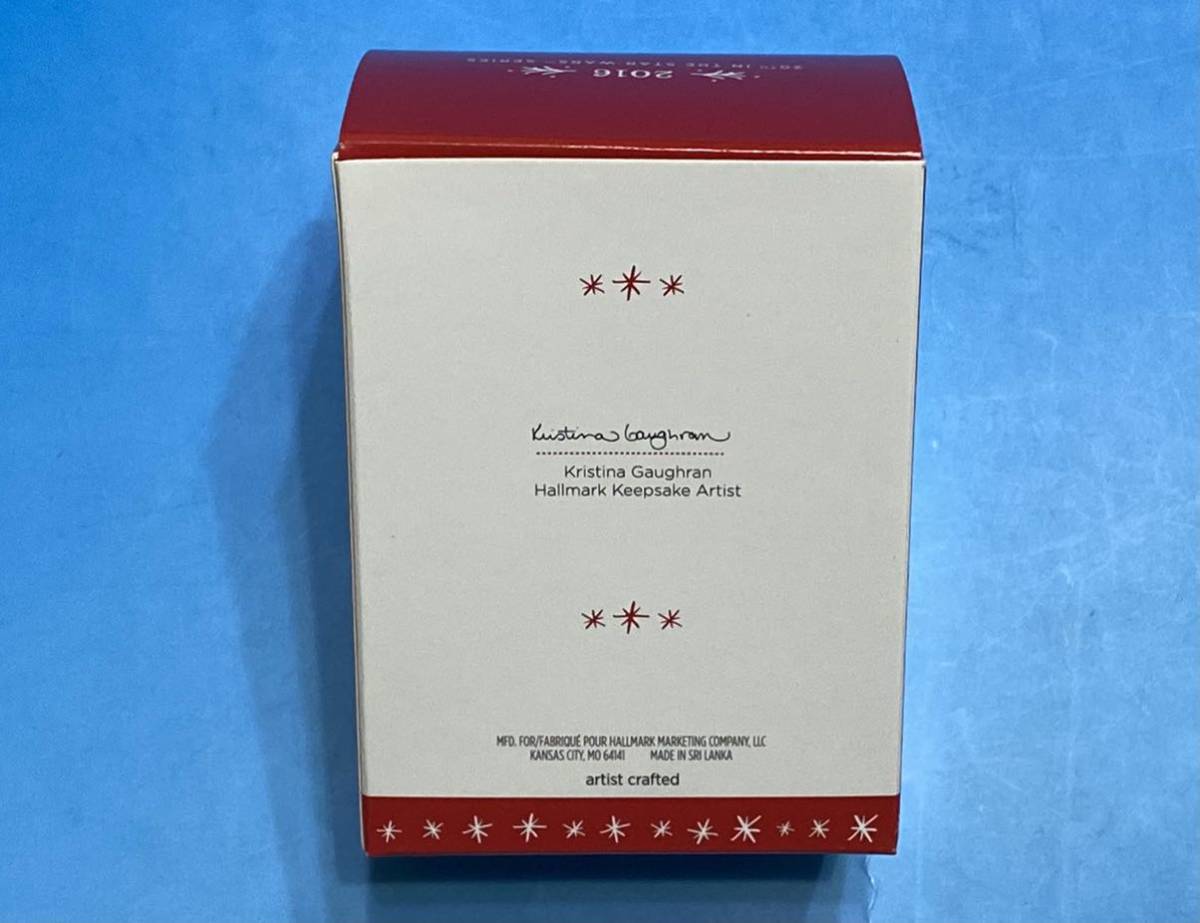 2016
20TH IN THE STAR WARS™ SERIES
Kristina Gaughran
Kristina Gaughran
Hallmark Keepsake Artist
MFD. FOR/FABRIQUÉ POUR HALLMARK MARKETING COMPANY, LLC
KANSAS CITY, MO 64141 MADE IN SRI LANKA
artist crafted